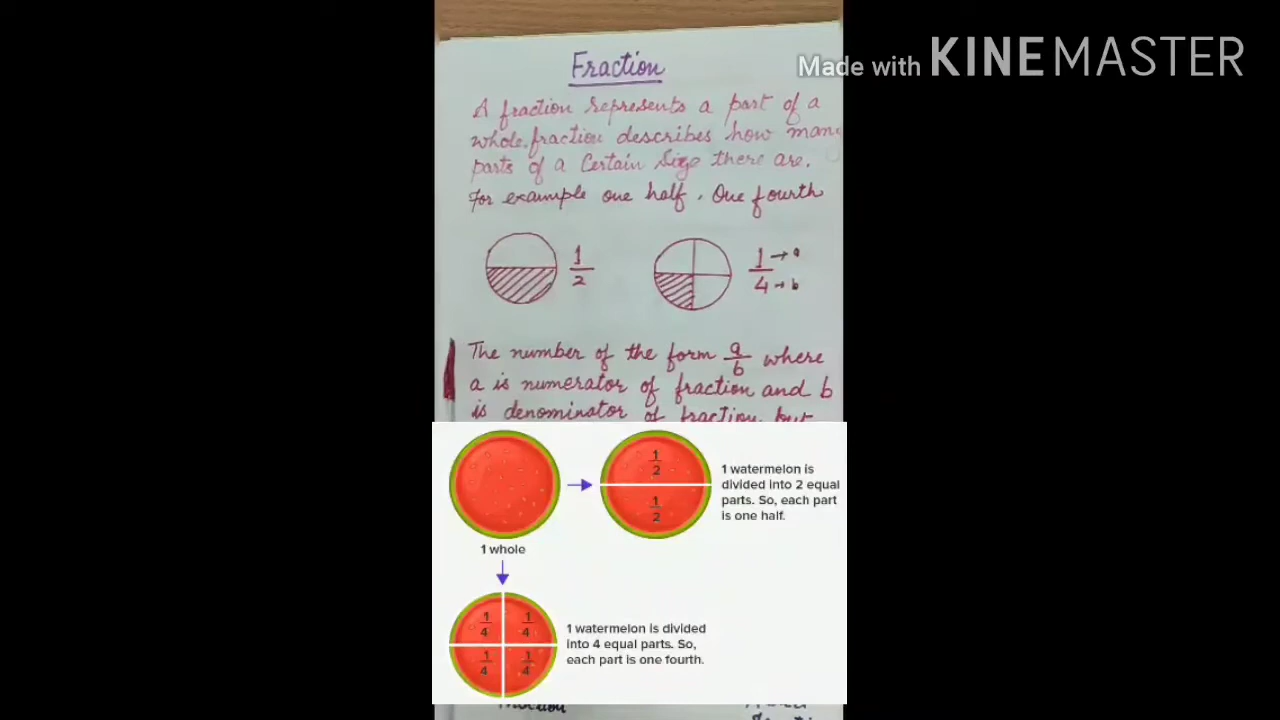 Fraction
Made with KINEMASTER
A fraction represents a part of a
whole. fraction describes how many
parts of a Certain Size there are.
For example one half, One fourth
1
2
1 → a
4 → b
The number of the form a/b where
a is numerator of fraction and b
is denominator of fraction, but
1
2
1
2
1 watermelon is
divided into 2 equal
parts. So, each part
is one half.
1 whole
1
4
1
4
1
4
1
4
1 watermelon is divided
into 4 equal parts. So,
each part is one fourth.